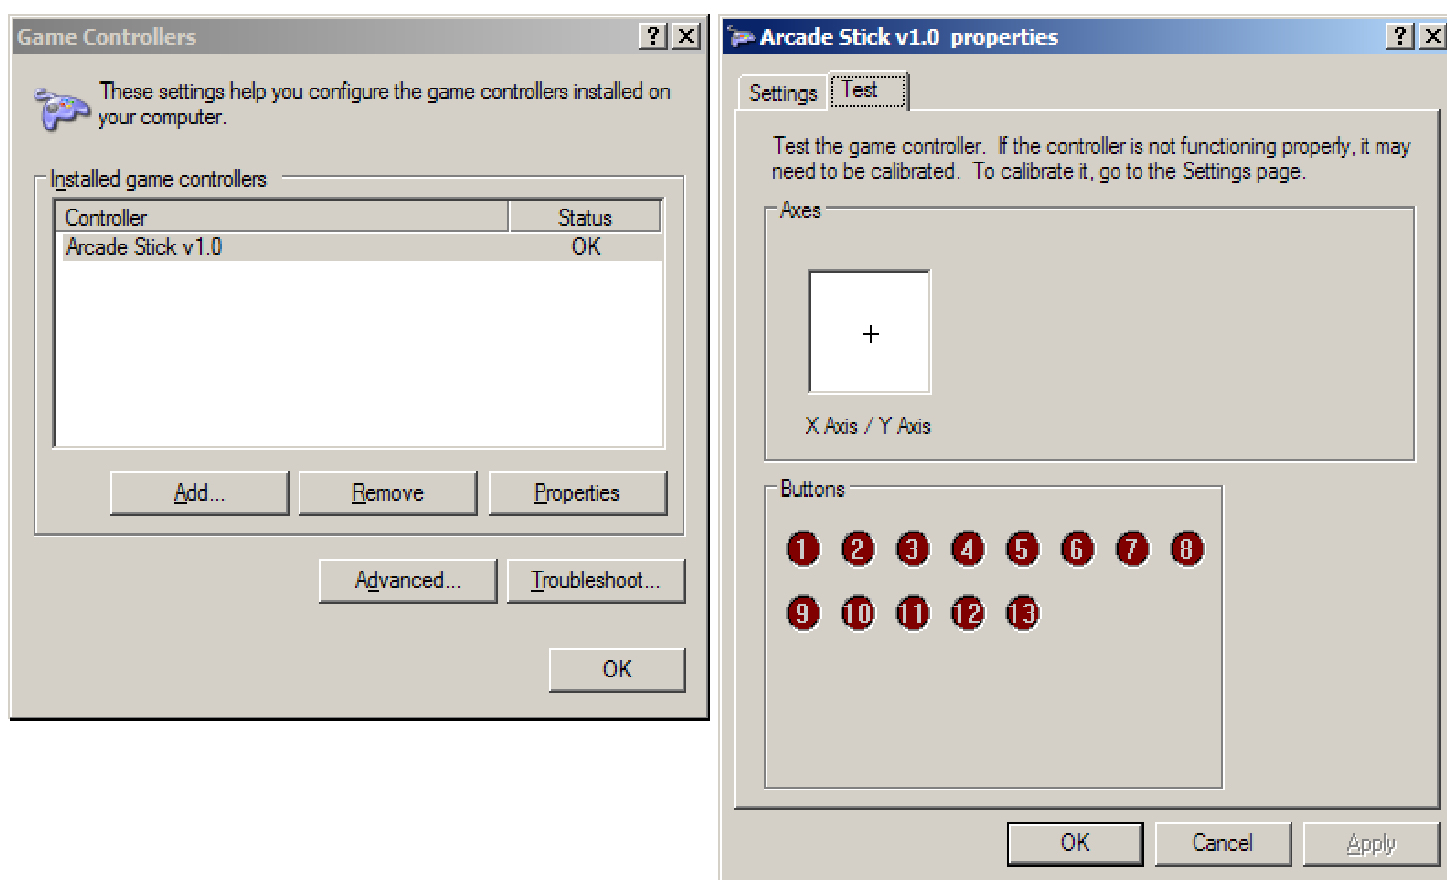 Game Controllers
These settings help you configure the game controllers installed on
your computer.
Installed game controllers
Controller Status
Arcade Stick v1.0 OK
Add... Remove Properties
Advanced... Troubleshoot...
OK
Arcade Stick v1.0 properties
Settings Test
Test the game controller. If the controller is not functioning properly, it may
need to be calibrated. To calibrate it, go to the Settings page.
Axes
X Axis / Y Axis
Buttons
1 2 3 4 5 6 7 8
9 10 11 12 13
OK Cancel Apply